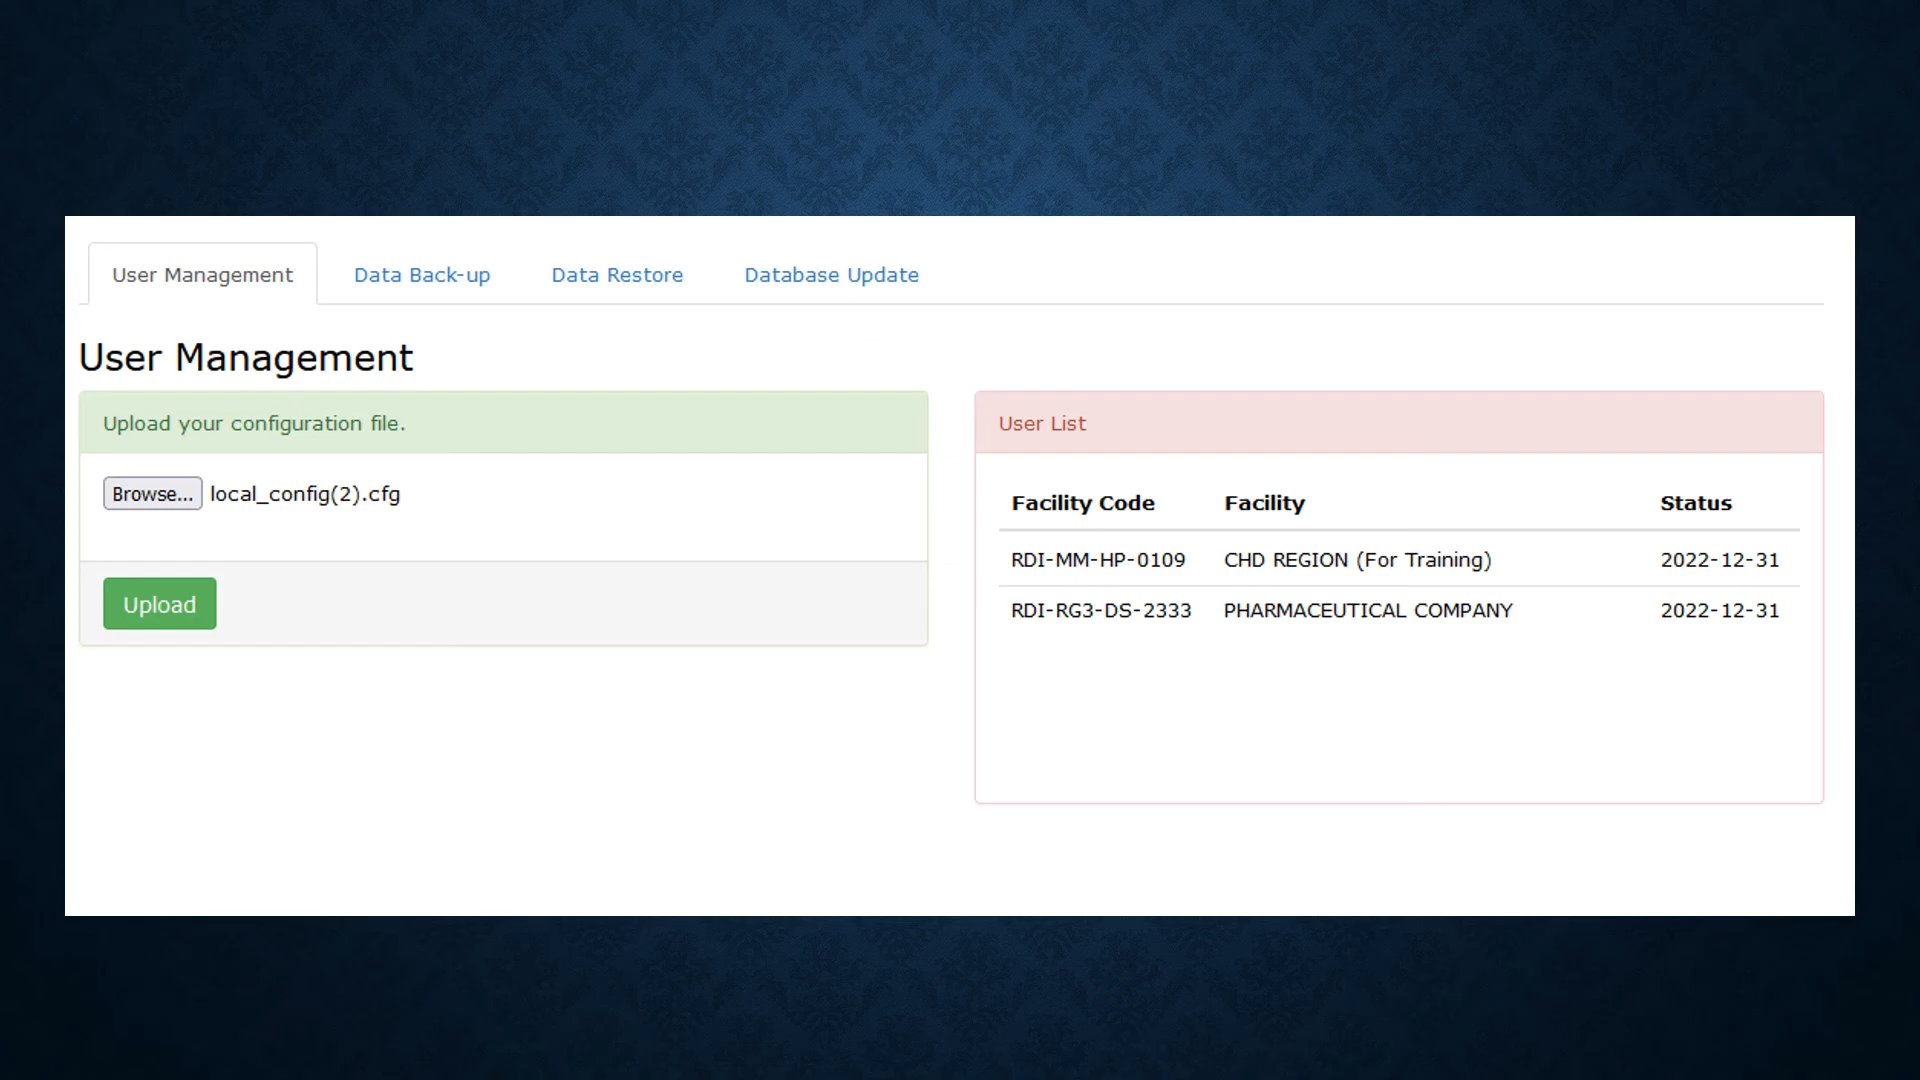 User Management Data Back-up Data Restore Database Update
User Management
Upload your configuration file.
Browse... local_config(2).cfg
Upload
User List
Facility Code Facility Status
RDI-MM-HP-0109 CHD REGION (For Training) 2022-12-31
RDI-RG3-DS-2333 PHARMACEUTICAL COMPANY 2022-12-31